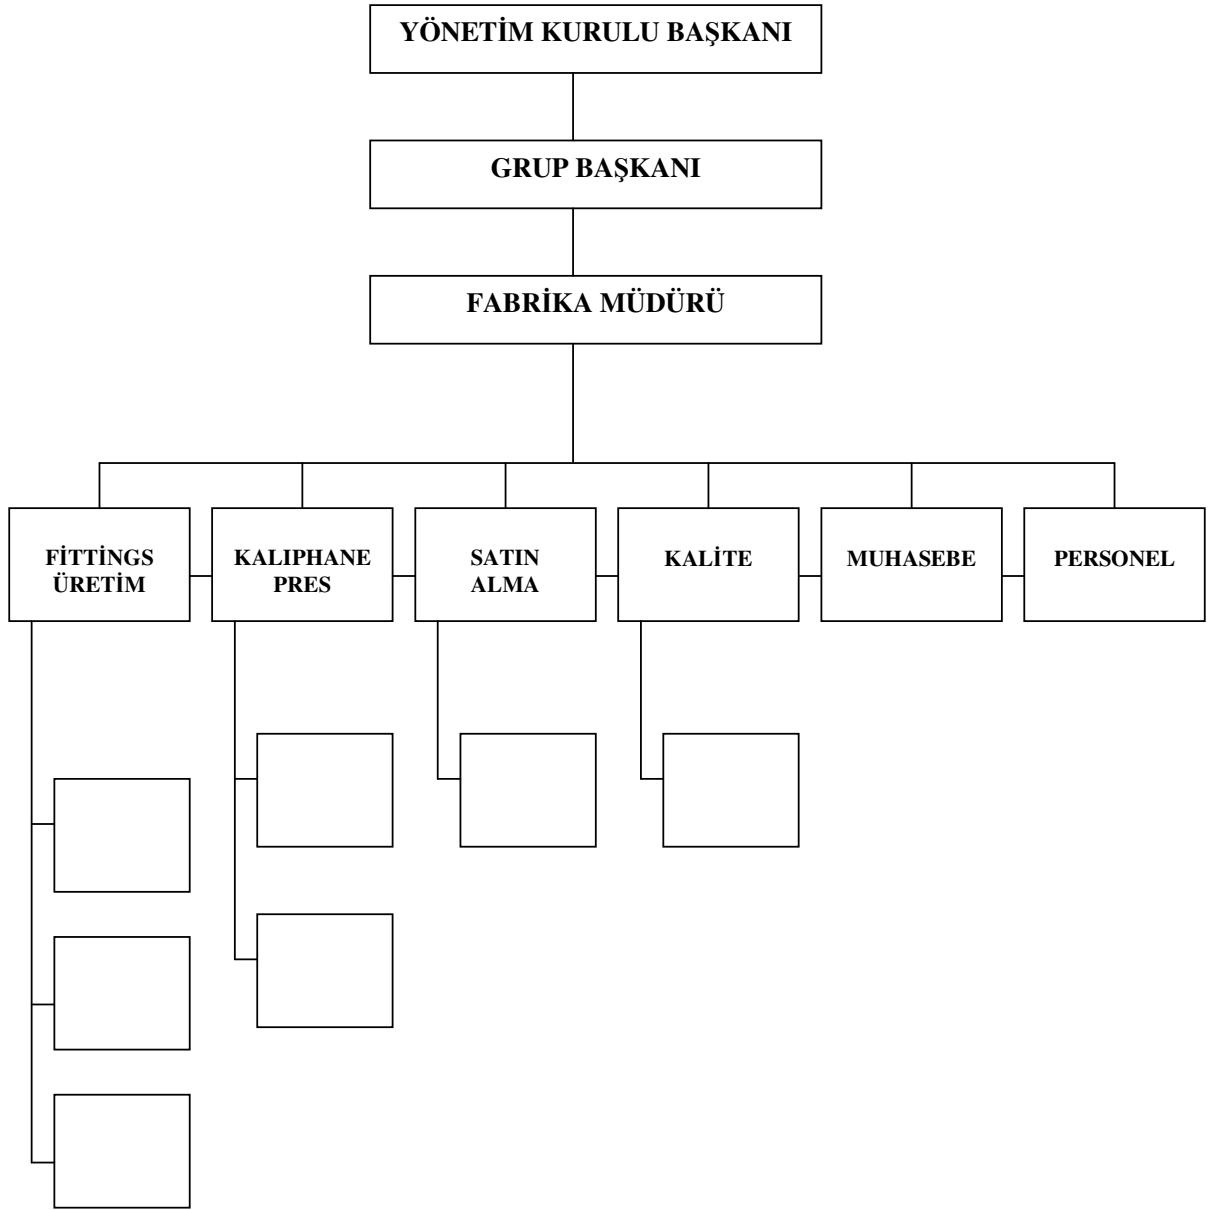 YÖNETİM KURULU BAŞKANI
GRUP BAŞKANI
FABRİKA MÜDÜRÜ
FİTTİNGS
ÜRETİM
KALIPHANE
PRES
SATIN
ALMA
KALİTE
MUHASEBE
PERSONEL